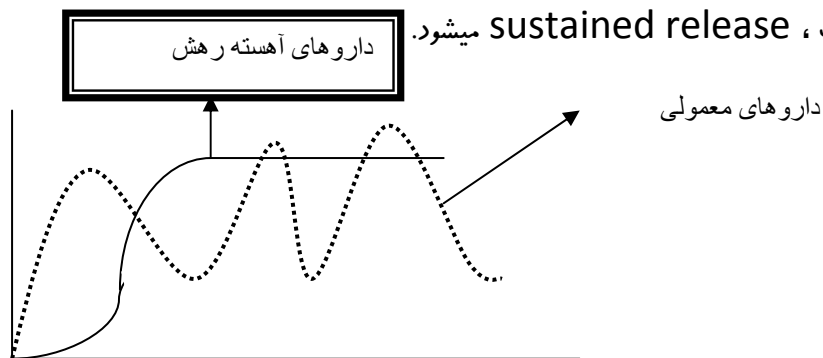 ، sustained release میشود.
داروهای آهسته رهش
داروهای معمولی